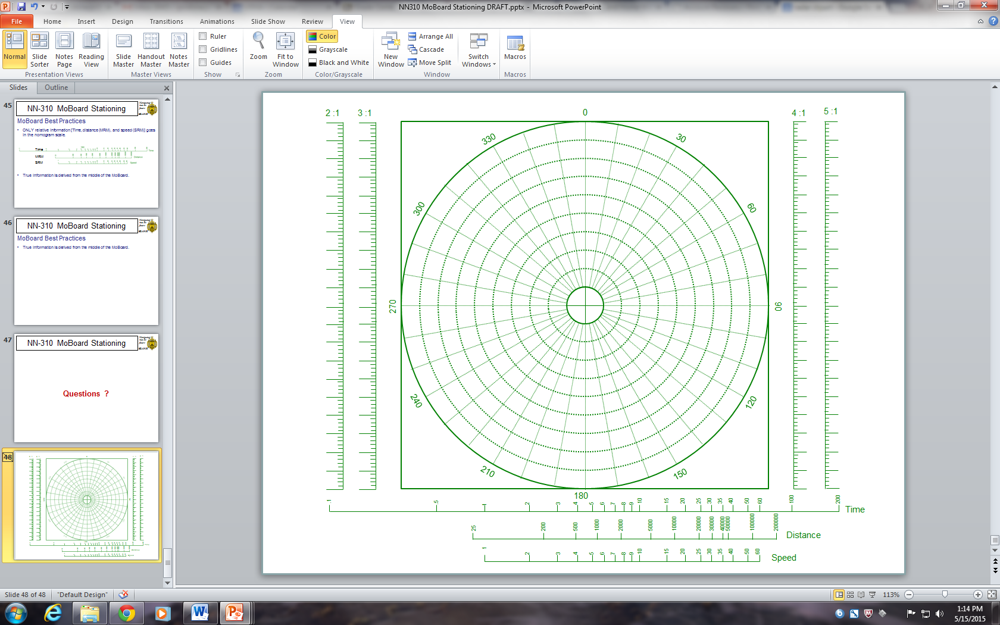 NN310 MoBoard Stationing DRAFT.pptx - Microsoft PowerPoint
File Home Insert Design Transitions Animations Slide Show Review View
Normal Slide Sorter Notes Page Reading View
Presentation Views
Slide Master Handout Master Notes Master
Master Views
Ruler
Gridlines
Guides
Show
Zoom Fit to Window
Zoom
Color
Grayscale
Black and White
Color/Grayscale
New Window
Arrange All
Cascade
Move Split
Switch Windows
Window
Macros
Macros
Slides Outline
45
NN-310 MoBoard Stationing
MoBoard Best Practices
• ONLY relative information [Time, distance (MRM), and speed (SRM)] goes
in the nomogram scale.
Time
MRM
SRM
Time
Distance
Speed
• True Information is derived from the middle of the MoBoard.
46
NN-310 MoBoard Stationing
MoBoard Best Practices
• True Information is derived from the middle of the MoBoard.
47
NN-310 MoBoard Stationing
Questions ?
48
2 :1 3 :1 0 4 :1 5 :1
330 30
300 60
270 90
240 120
210 150
180
.1 .5 1 2 3 4 5 6 7 8 9 10 15 20 25 30 35 40 50 60 100 200 Time
25 200 500 1000 2000 5000 10000 20000 30000 40000 50000 100000 200000 Distance
1 2 3 4 5 6 7 8 9 10 15 20 25 30 35 40 50 60 Speed
Slide 48 of 48 "Default Design" 113%
1:14 PM
5/15/2015